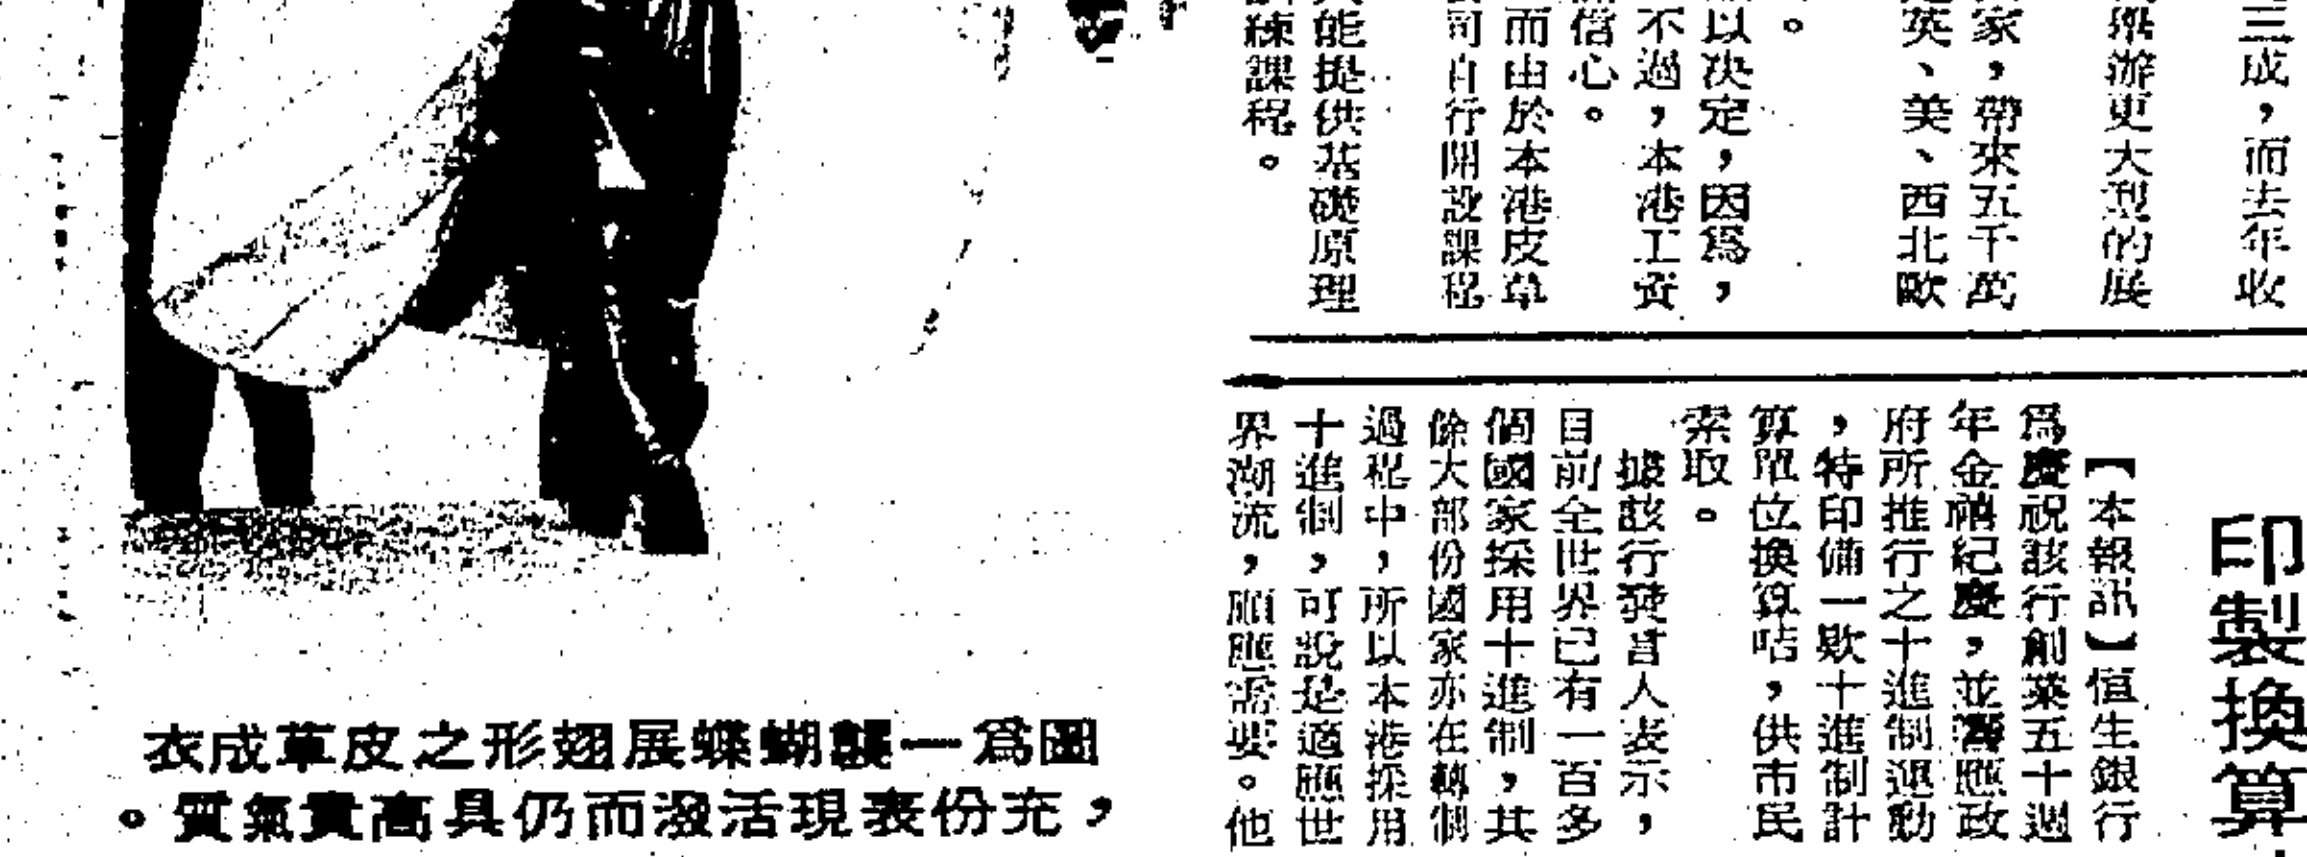 三成，而去年收
舉辦更大型的展
家，帶來五千萬
英、美、西北歐
。
以決定，因爲，
不過，本港工資
信心。
而由於本港皮草
司自行開設課程
能提供基礎原理
練課程。
印製換算
【本報訊】恒生銀行
爲慶祝該行創業五十週
年金禧紀慶，並響應政
府所推行之十進制運動
，特印備一欵十進制計
算單位換算咭，供市民
索取。
據該行發言人表示，
目前全世界已有一百多
個國家採用十進制，其
餘大部份國家亦在轉制
過程中，所以本港採用
十進制，可說是適應世
界潮流，順應需要。他
圖爲一襲蝴蝶展翅形之皮草成衣
，充份表現活潑而仍具高貴氣質。